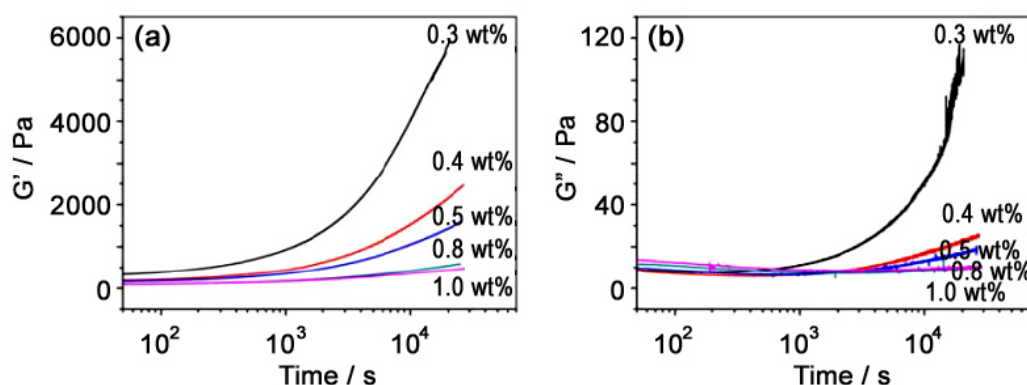 (a)
G' / Pa
6000
4000
2000
0
0.3 wt%
0.4 wt%
0.5 wt%
0.8 wt%
1.0 wt%
10²
10³
10⁴
Time / s
(b)
G" / Pa
120
80
40
0
0.3 wt%
0.4 wt%
0.5 wt%
0.8 wt%
1.0 wt%
10²
10³
10⁴
Time / s